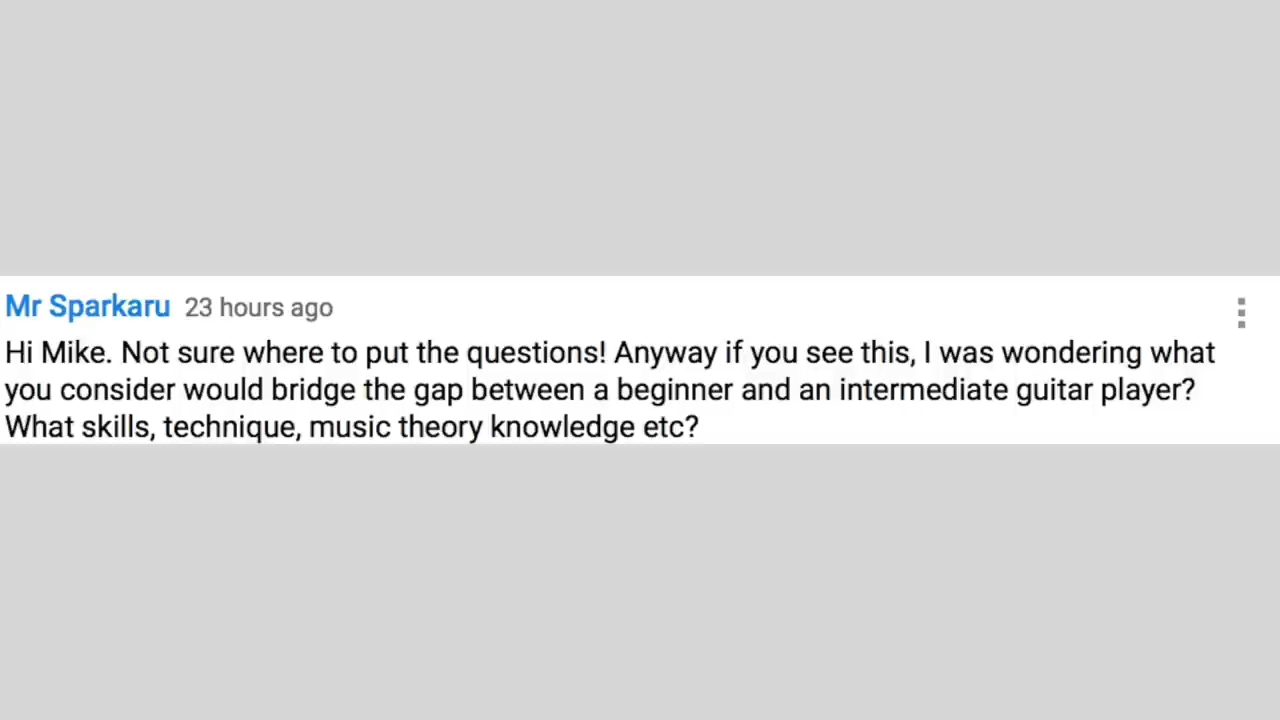 Mr Sparkaru 23 hours ago
Hi Mike. Not sure where to put the questions! Anyway if you see this, I was wondering what
you consider would bridge the gap between a beginner and an intermediate guitar player?
What skills, technique, music theory knowledge etc?